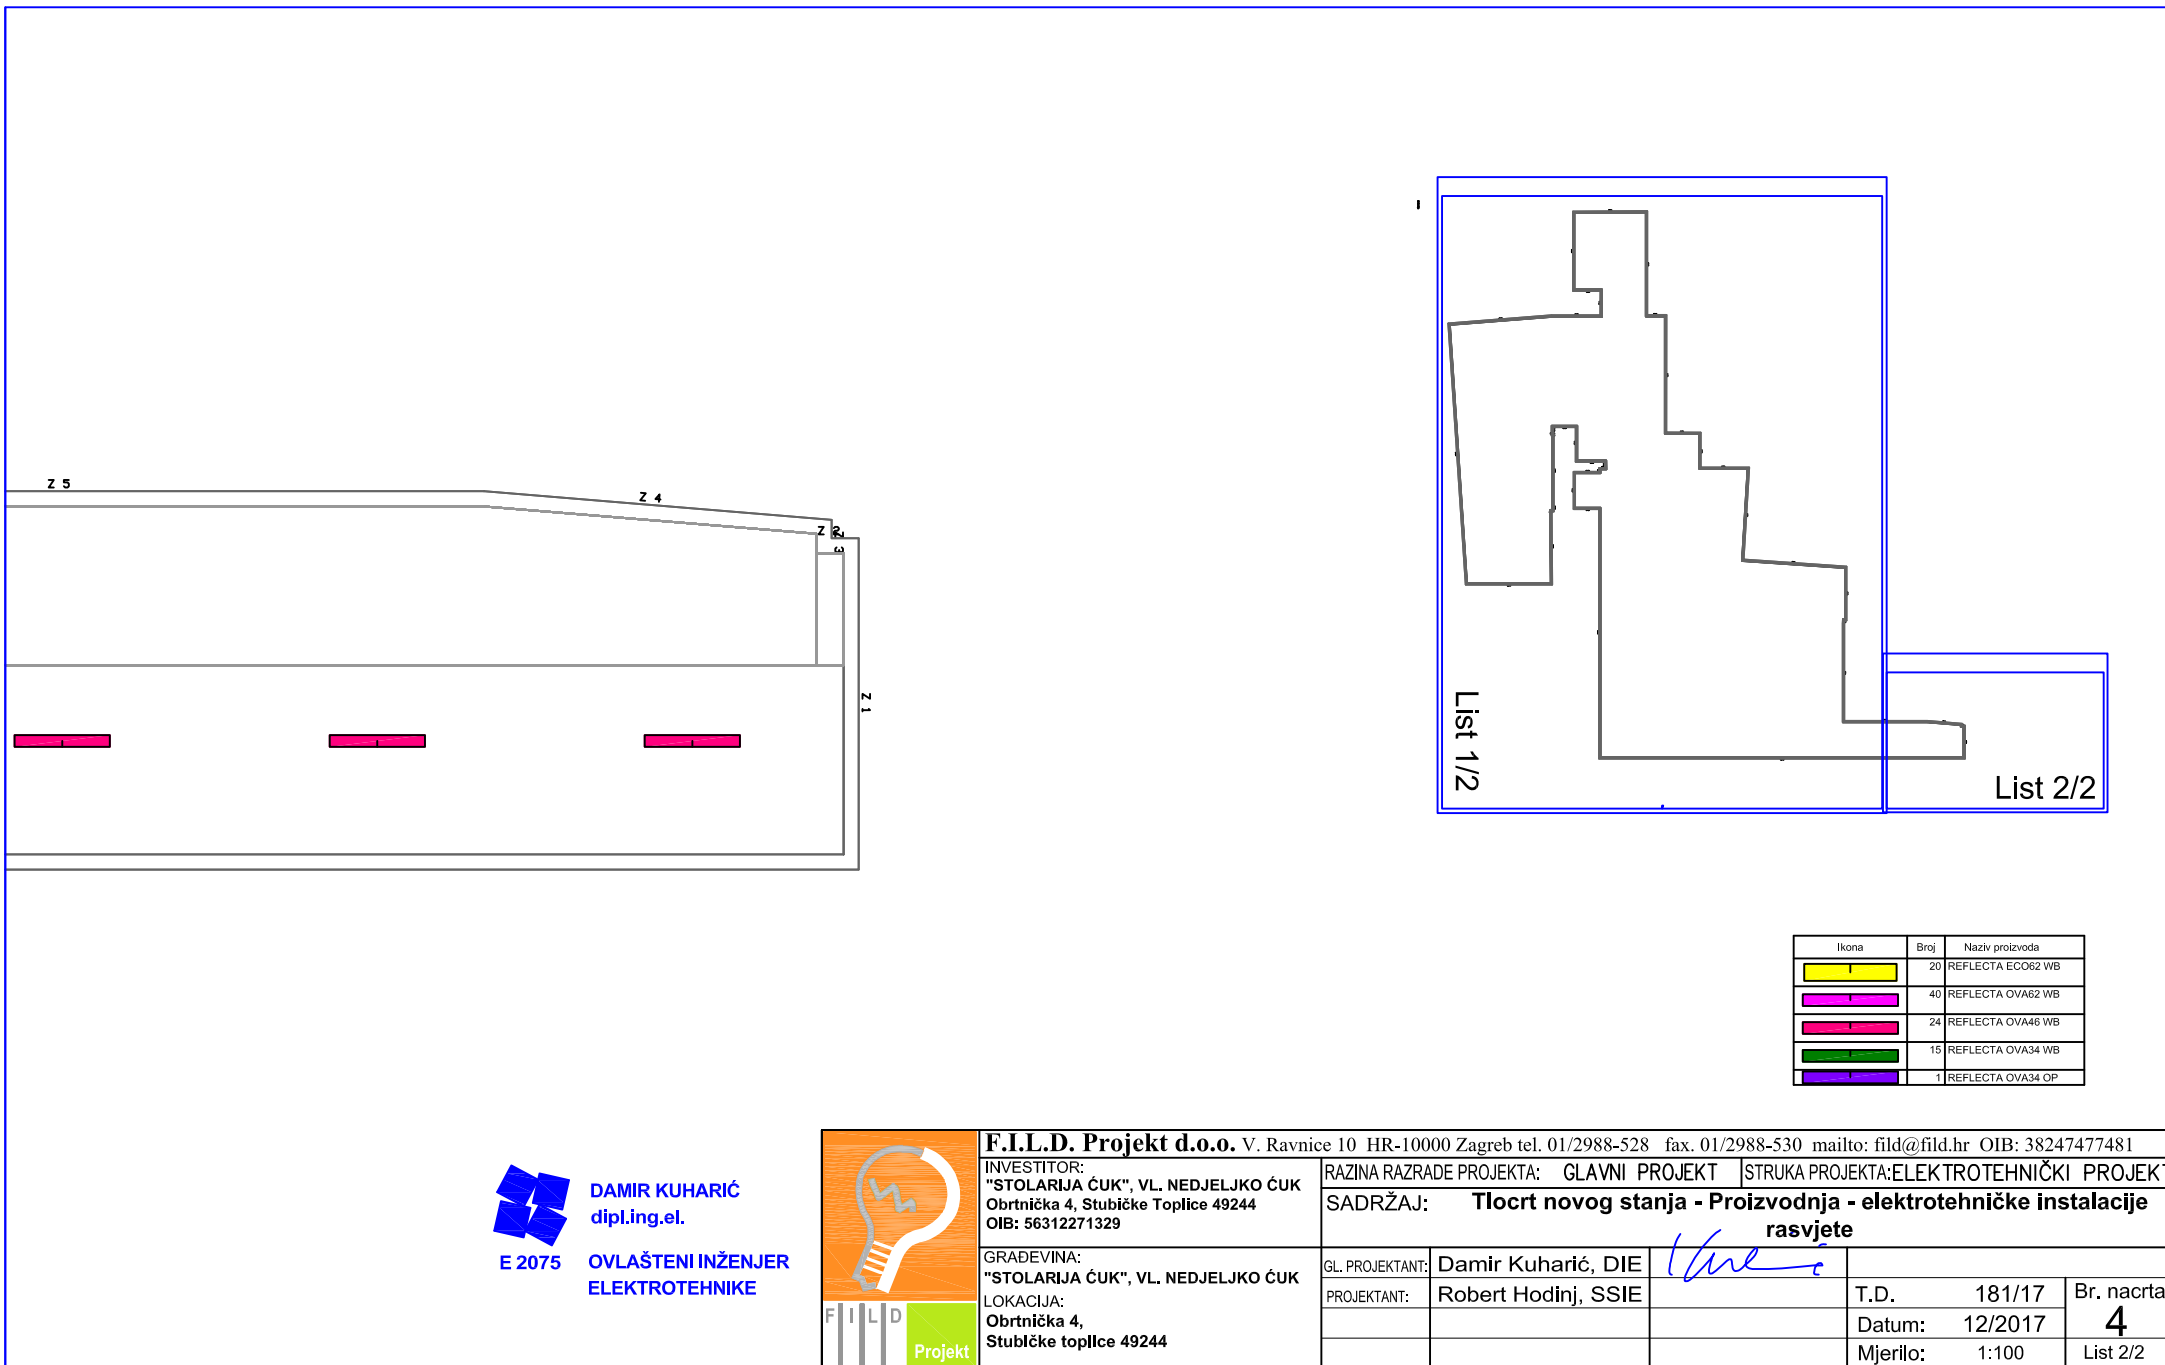 Z 5
Z 4
Z 2
Z 3
Z 1
List 1/2
List 2/2
Ikona Broj Naziv proizvoda
20 REFLECTA ECO62 WB
40 REFLECTA OVA62 WB
24 REFLECTA OVA46 WB
15 REFLECTA OVA34 WB
1 REFLECTA OVA34 OP
DAMIR KUHARIĆ
dipl.ing.el.
E 2075 OVLAŠTENI INŽENJER
ELEKTROTEHNIKE
F I L D
Projekt
F.I.L.D. Projekt d.o.o. V. Ravnice 10 HR-10000 Zagreb tel. 01/2988-528 fax. 01/2988-530 mailto: fild@fild.hr OIB: 38247477481
INVESTITOR:
"STOLARIJA ĆUK", VL. NEDJELJKO ĆUK
Obrtnička 4, Stubičke Toplice 49244
OIB: 56312271329
GRAĐEVINA:
"STOLARIJA ĆUK", VL. NEDJELJKO ĆUK
LOKACIJA:
Obrtnička 4,
Stubičke toplice 49244
RAZINA RAZRADE PROJEKTA: GLAVNI PROJEKT STRUKA PROJEKTA: ELEKTROTEHNIČKI PROJEKT
SADRŽAJ: Tlocrt novog stanja - Proizvodnja - elektrotehničke instalacije
rasvjete
GL. PROJEKTANT: Damir Kuharić, DIE
PROJEKTANT: Robert Hodinj, SSIE
T.D. 181/17
Datum: 12/2017
Mjerilo: 1:100
Br. nacrta
4
List 2/2